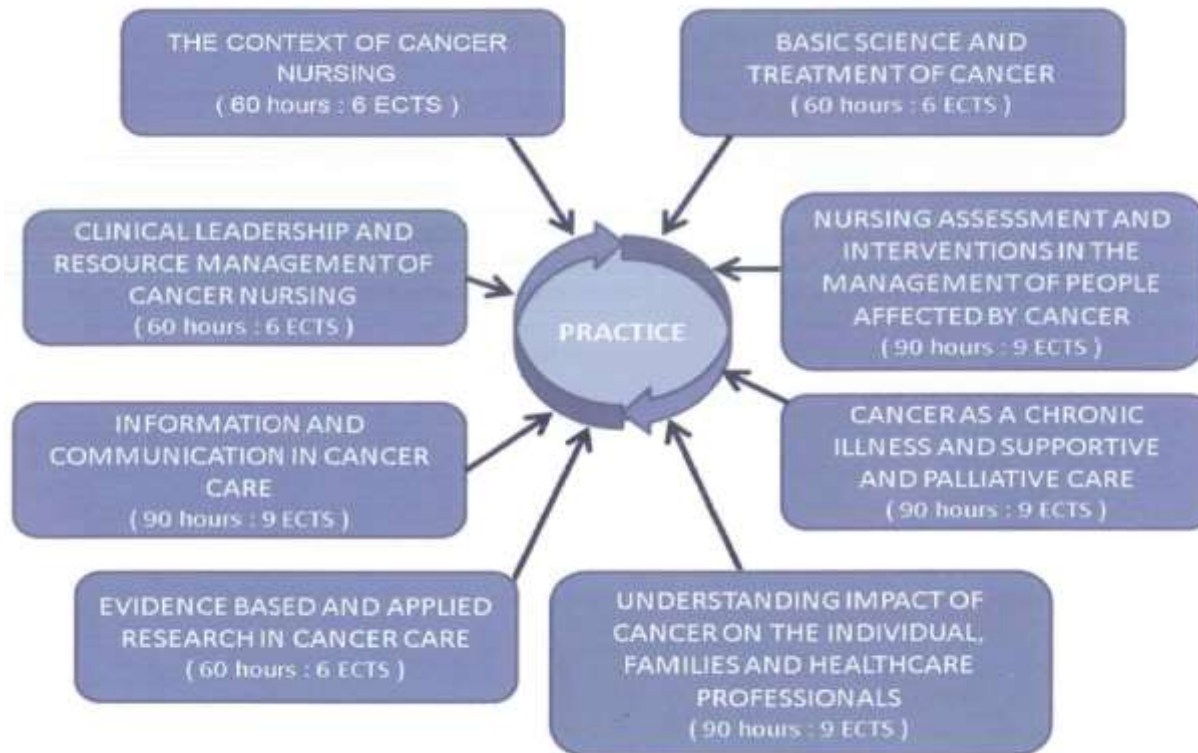 THE CONTEXT OF CANCER
NURSING
( 60 hours : 6 ECTS )
BASIC SCIENCE AND
TREATMENT OF CANCER
( 60 hours : 6 ECTS )
CLINICAL LEADERSHIP AND
RESOURCE MANAGEMENT OF
CANCER NURSING
( 60 hours : 6 ECTS )
NURSING ASSESSMENT AND
INTERVENTIONS IN THE
MANAGEMENT OF PEOPLE
AFFECTED BY CANCER
( 90 hours : 9 ECTS )
PRACTICE
INFORMATION AND
COMMUNICATION IN CANCER
CARE
( 90 hours : 9 ECTS )
CANCER AS A CHRONIC
ILLNESS AND SUPPORTIVE
AND PALLIATIVE CARE
( 90 hours : 9 ECTS )
EVIDENCE BASED AND APPLIED
RESEARCH IN CANCER CARE
( 60 hours : 6 ECTS )
UNDERSTANDING IMPACT OF
CANCER ON THE INDIVIDUAL,
FAMILIES AND HEALTHCARE
PROFESSIONALS
( 90 hours : 9 ECTS )